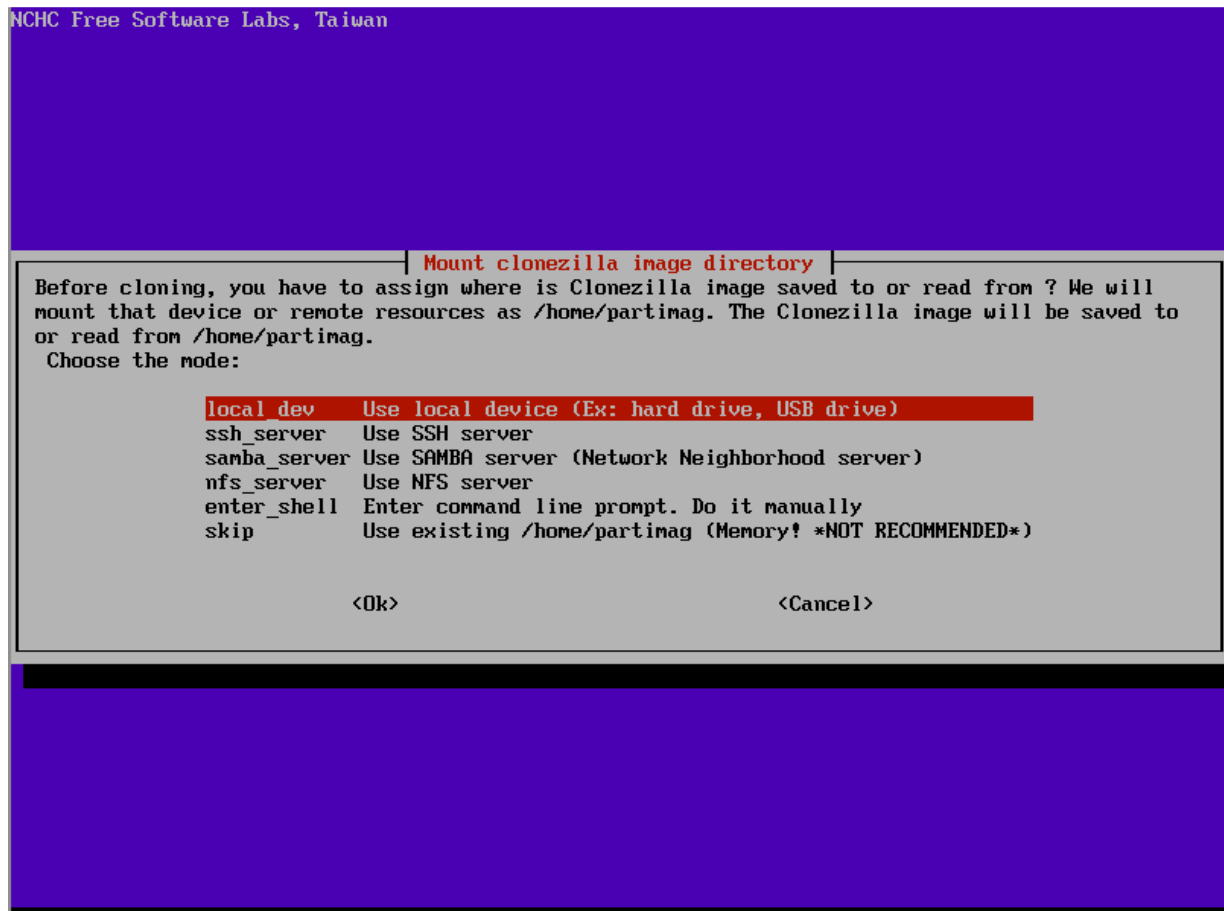 NCHC Free Software Labs, Taiwan
Mount clonezilla image directory
Before cloning, you have to assign where is Clonezilla image saved to or read from ? We will
mount that device or remote resources as /home/partimag. The Clonezilla image will be saved to
or read from /home/partimag.
Choose the mode:
local_dev Use local device (Ex: hard drive, USB drive)
ssh_server Use SSH server
samba_server Use SAMBA server (Network Neighborhood server)
nfs_server Use NFS server
enter_shell Enter command line prompt. Do it manually
skip Use existing /home/partimag (Memory! *NOT RECOMMENDED*)
<Ok> <Cancel>